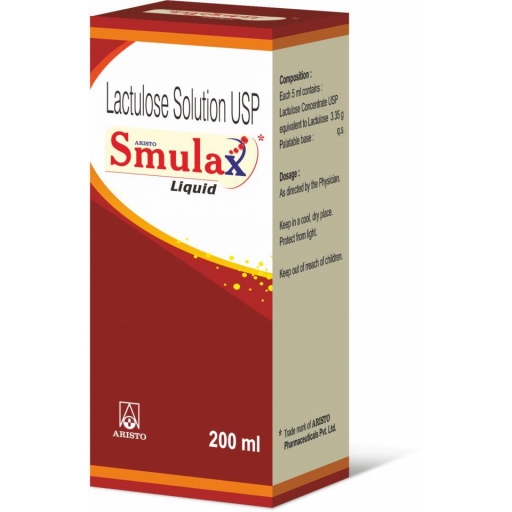 Lactulose Solution USP
ARISTO
Smulax*
Liquid
ARISTO
200 ml
Composition :
Each 5 ml contains :
Lactulose Concentrate USP
equivalent to Lactulose 3.35 g
Palatable base : q.s.
Dosage :
As directed by the Physician.
Keep in a cool, dry place.
Protect from light.
Keep out of reach of children.
* Trade mark of ARISTO
Pharmaceuticals Pvt. Ltd.